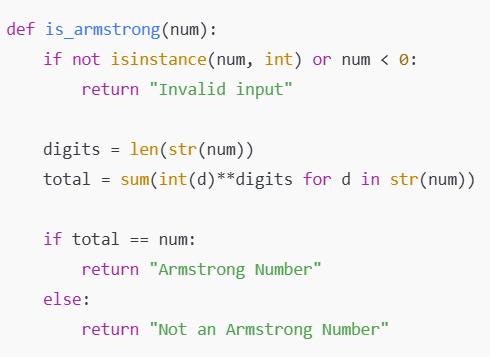 def is_armstrong(num):
    if not isinstance(num, int) or num < 0:
        return "Invalid input"

    digits = len(str(num))
    total = sum(int(d)**digits for d in str(num))

    if total == num:
        return "Armstrong Number"
    else:
        return "Not an Armstrong Number"